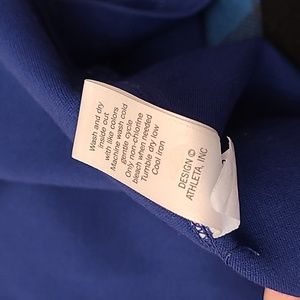 Wash and dry
inside out
with like colors
Machine wash cold
gentle cycle
Only non-chlorine
bleach when needed
Tumble dry low
Cool iron
DESIGN ©
ATHLETA, INC